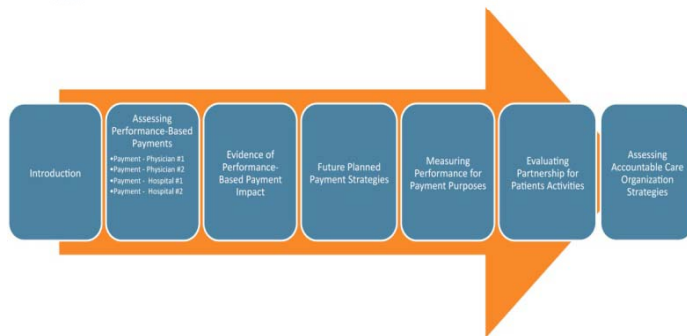 Introduction
Assessing
Performance-Based
Payments
•Payment - Physician #1
•Payment - Physician #2
•Payment - Hospital #1
•Payment - Hospital #2
Evidence of
Performance-
Based Payment
Impact
Future Planned
Payment Strategies
Measuring
Performance for
Payment Purposes
Evaluating
Partnership for
Patients Activities
Assessing
Accountable Care
Organization
Strategies